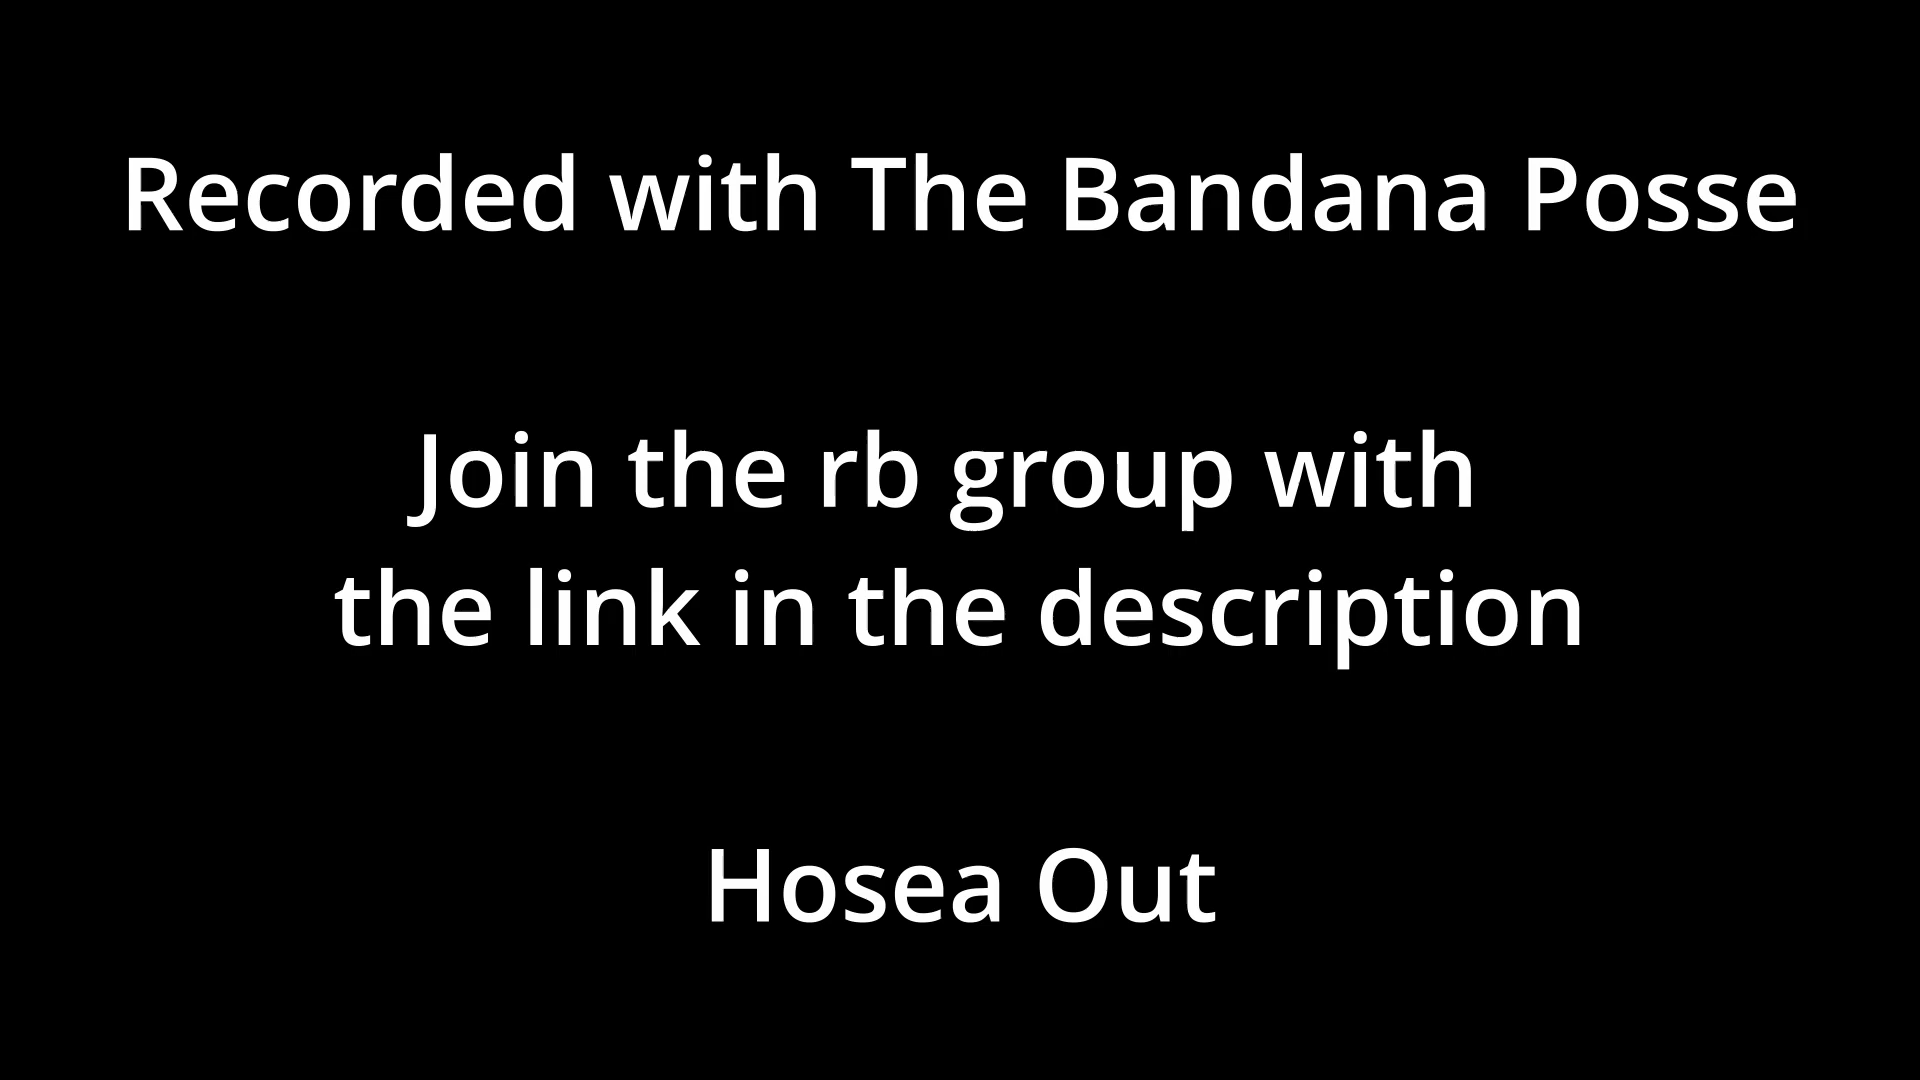 Recorded with The Bandana Posse
Join the rb group with
the link in the description
Hosea Out